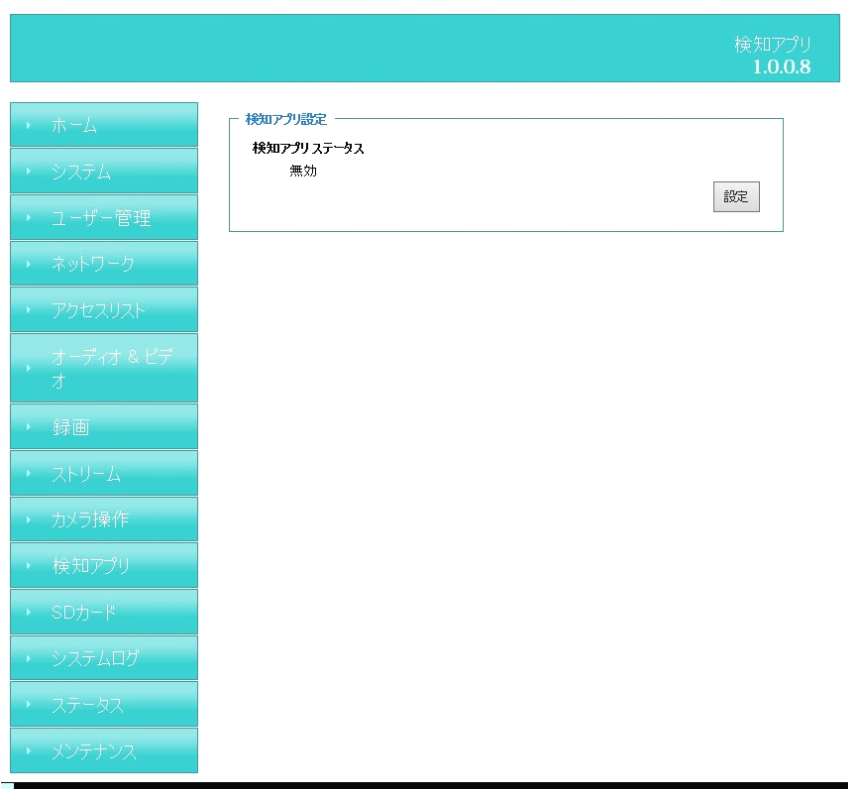 検知アプリ
1.0.0.8
ホーム
システム
ユーザー管理
ネットワーク
アクセスリスト
オーディオ & ビデ
オ
録画
ストリーム
カメラ操作
検知アプリ
SDカード
システムログ
ステータス
メンテナンス
検知アプリ設定
検知アプリ ステータス
無効
設定